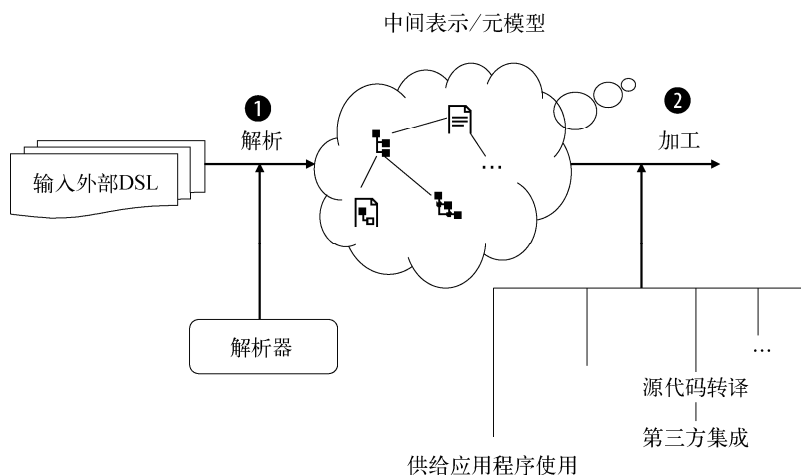 中间表示/元模型
❶
解析
❷
加工
输入外部DSL
...
解析器
...
源代码转译
第三方集成
供给应用程序使用